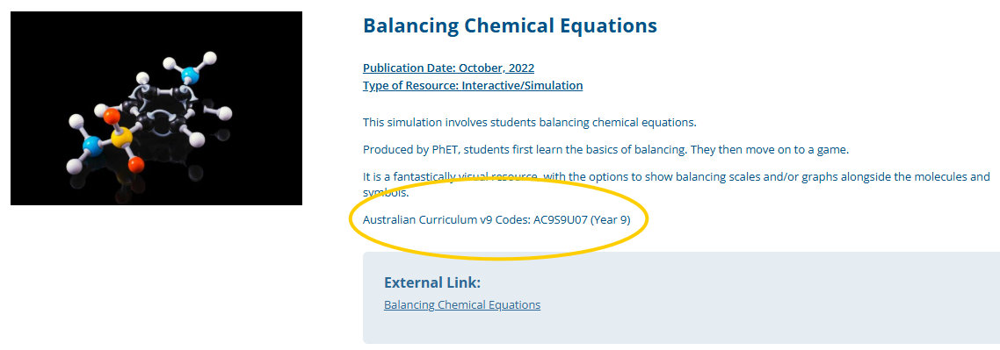 Balancing Chemical Equations
Publication Date: October, 2022
Type of Resource: Interactive/Simulation
This simulation involves students balancing chemical equations.
Produced by PhET, students first learn the basics of balancing. They then move on to a game.
It is a fantastically visual resource, with the options to show balancing scales and/or graphs alongside the molecules and
symbols.
Australian Curriculum v9 Codes: AC9S9U07 (Year 9)
External Link:
Balancing Chemical Equations